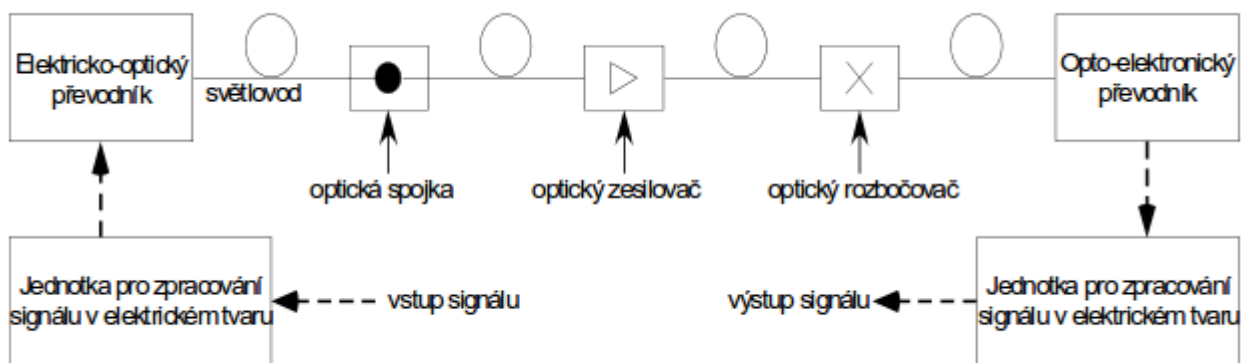 Elektricko-optický
převodník
světlovod
Opto-elektronický
převodník
optická spojka
optický zesilovač
optický rozbočovač
Jednotka pro zpracování
signálu v elektrickém tvaru
vstup signálu
výstup signálu
Jednotka pro zpracování
signálu v elektrickém tvaru